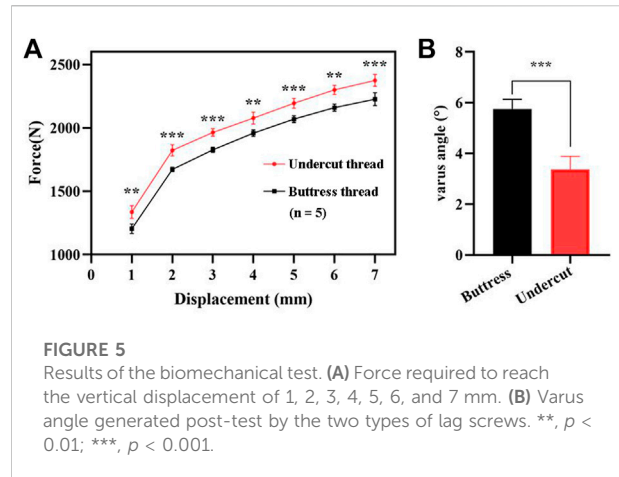 A
B
2500
2000
1500
1000
Force(N)
** *** *** ** *** ** ***
Undercut thread
Buttress thread
(n = 5)
0 1 2 3 4 5 6 7
Displacement (mm)
8
6
4
2
0
varus angle (°)
***
Buttress
Undercut
FIGURE 5
Results of the biomechanical test. (A) Force required to reach
the vertical displacement of 1, 2, 3, 4, 5, 6, and 7 mm. (B) Varus
angle generated post-test by the two types of lag screws. **, p <
0.01; ***, p < 0.001.